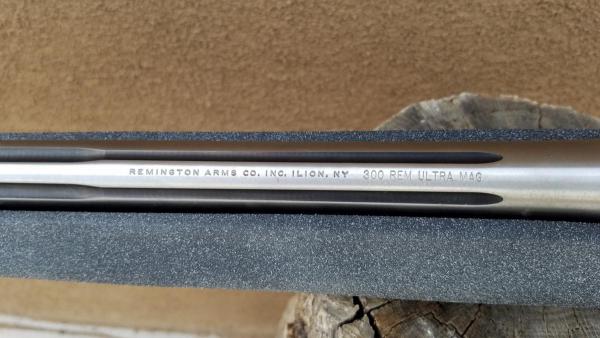 REMINGTON ARMS CO. INC. ILION, NY 300 REM ULTRA MAG